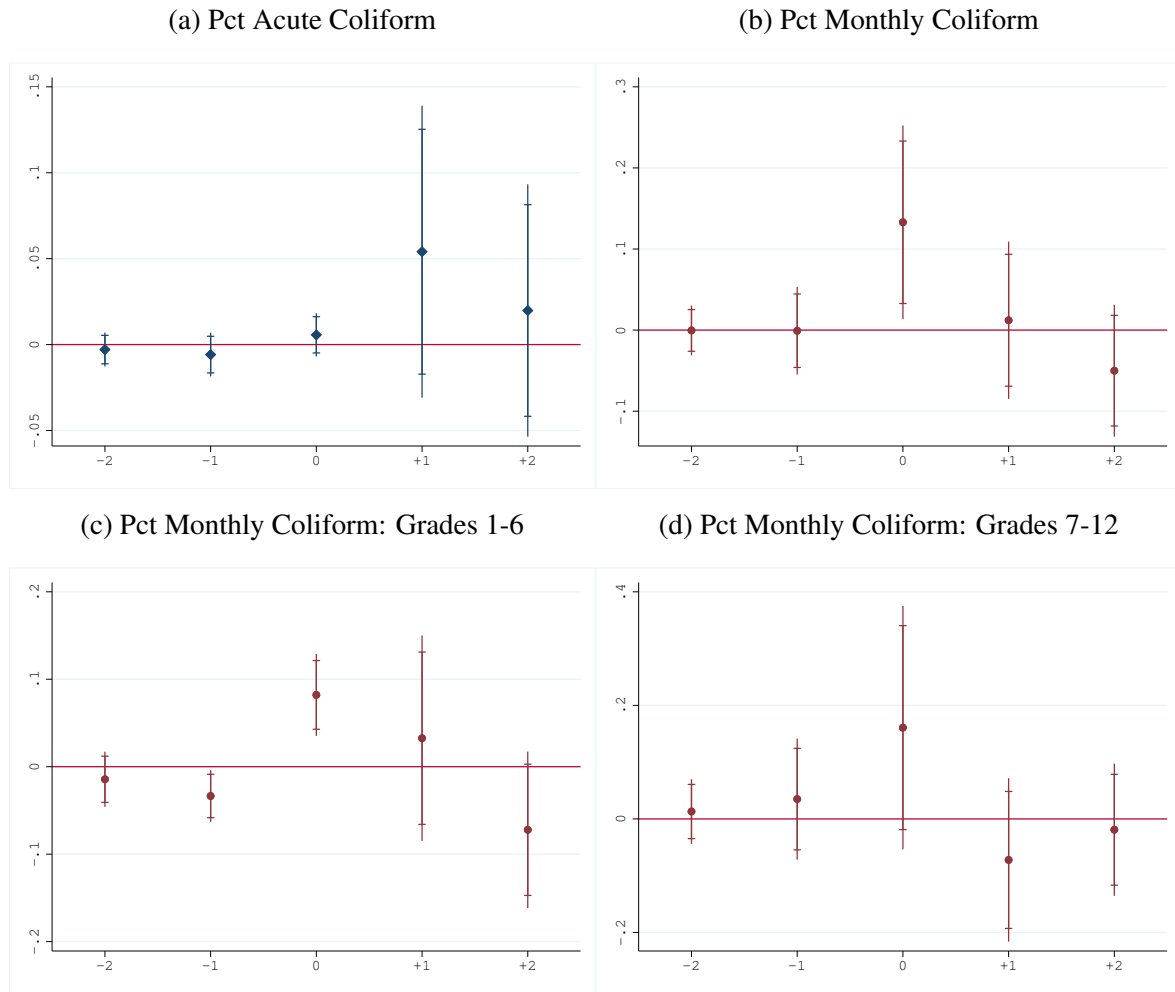 (a) Pct Acute Coliform
.15
.1
.05
0
-.05
-2 -1 0 +1 +2
(b) Pct Monthly Coliform
.3
.2
.1
0
-.1
-2 -1 0 +1 +2
(c) Pct Monthly Coliform: Grades 1-6
.2
.1
0
-.1
-.2
-2 -1 0 +1 +2
(d) Pct Monthly Coliform: Grades 7-12
.4
.2
0
-.2
-2 -1 0 +1 +2